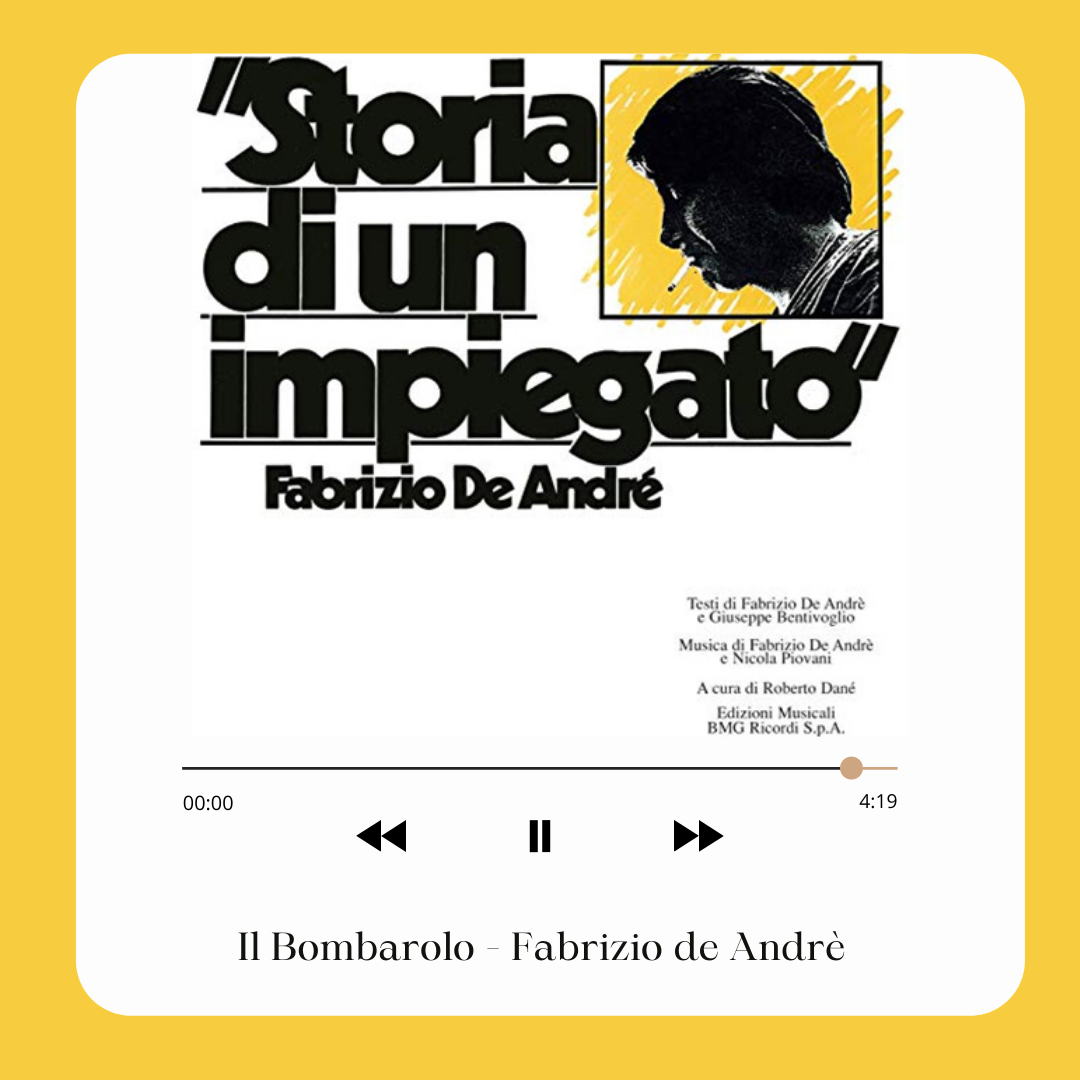 "Storia
di un
impiegato"
Fabrizio De André
Testi di Fabrizio De Andrè
e Giuseppe Bentivoglio
Musica di Fabrizio De Andrè
e Nicola Piovani
A cura di Roberto Dané
Edizioni Musicali
BMG Ricordi S.p.A.
00:00
4:19
Il Bombarolo - Fabrizio de Andrè